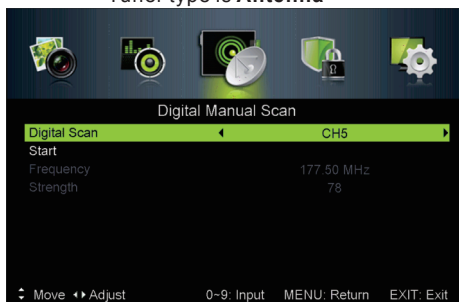 Tuner type is Antenna
Digital Manual Scan
Digital Scan CH5
Start
Frequency 177.50 MHz
Strength 78
Move Adjust 0~9: Input MENU: Return EXIT: Exit